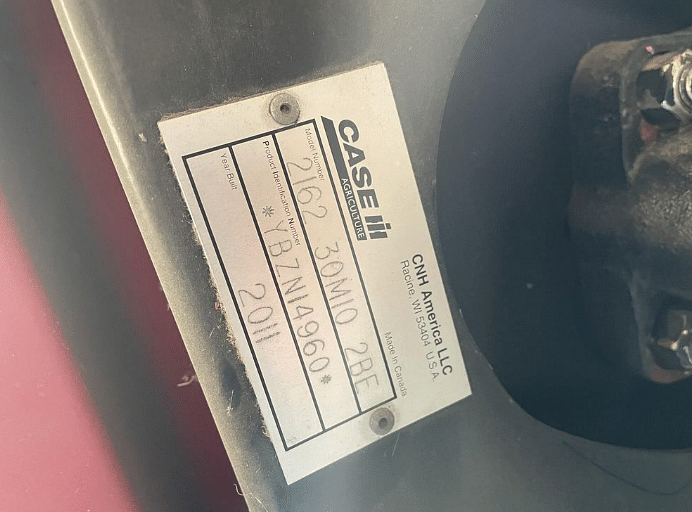 CASE IH
AGRICULTURE
CNH America LLC
Racine, WI 53404 U.S.A.
Made In Canada
Model Number
2162 30M10 2BE
Product Identification Number
*YBZN14960*
Year Built
2011